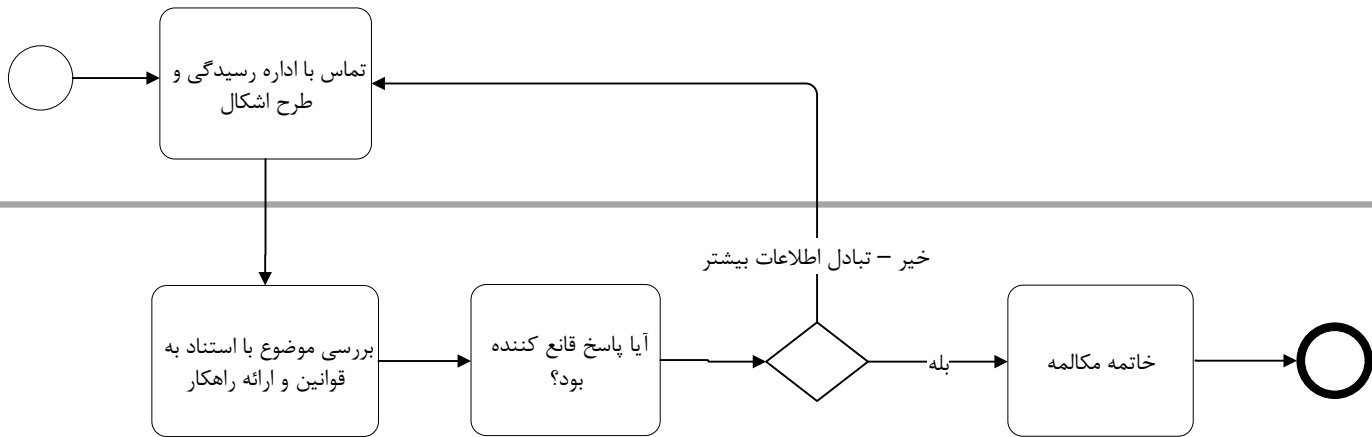 تماس با اداره رسیدگی و
طرح اشکال
خیر – تبادل اطلاعات بیشتر
بررسی موضوع با استناد به
قوانین و ارائه راهکار
آیا پاسخ قانع کننده
بود؟
بله
خاتمه مکالمه